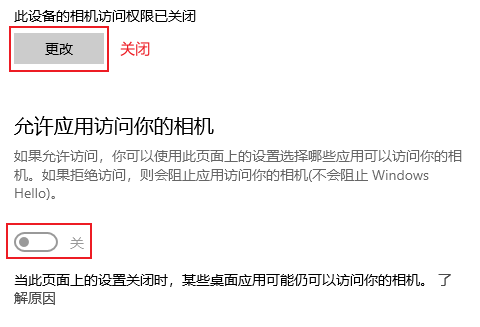 此设备的相机访问权限已关闭
更改 关闭
允许应用访问你的相机
如果允许访问，你可以使用此页面上的设置选择哪些应用可以访问你的相
机。如果拒绝访问，则会阻止应用访问你的相机(不会阻止 Windows
Hello)。
关
当此页面上的设置关闭时，某些桌面应用可能仍可以访问你的相机。 了
解原因